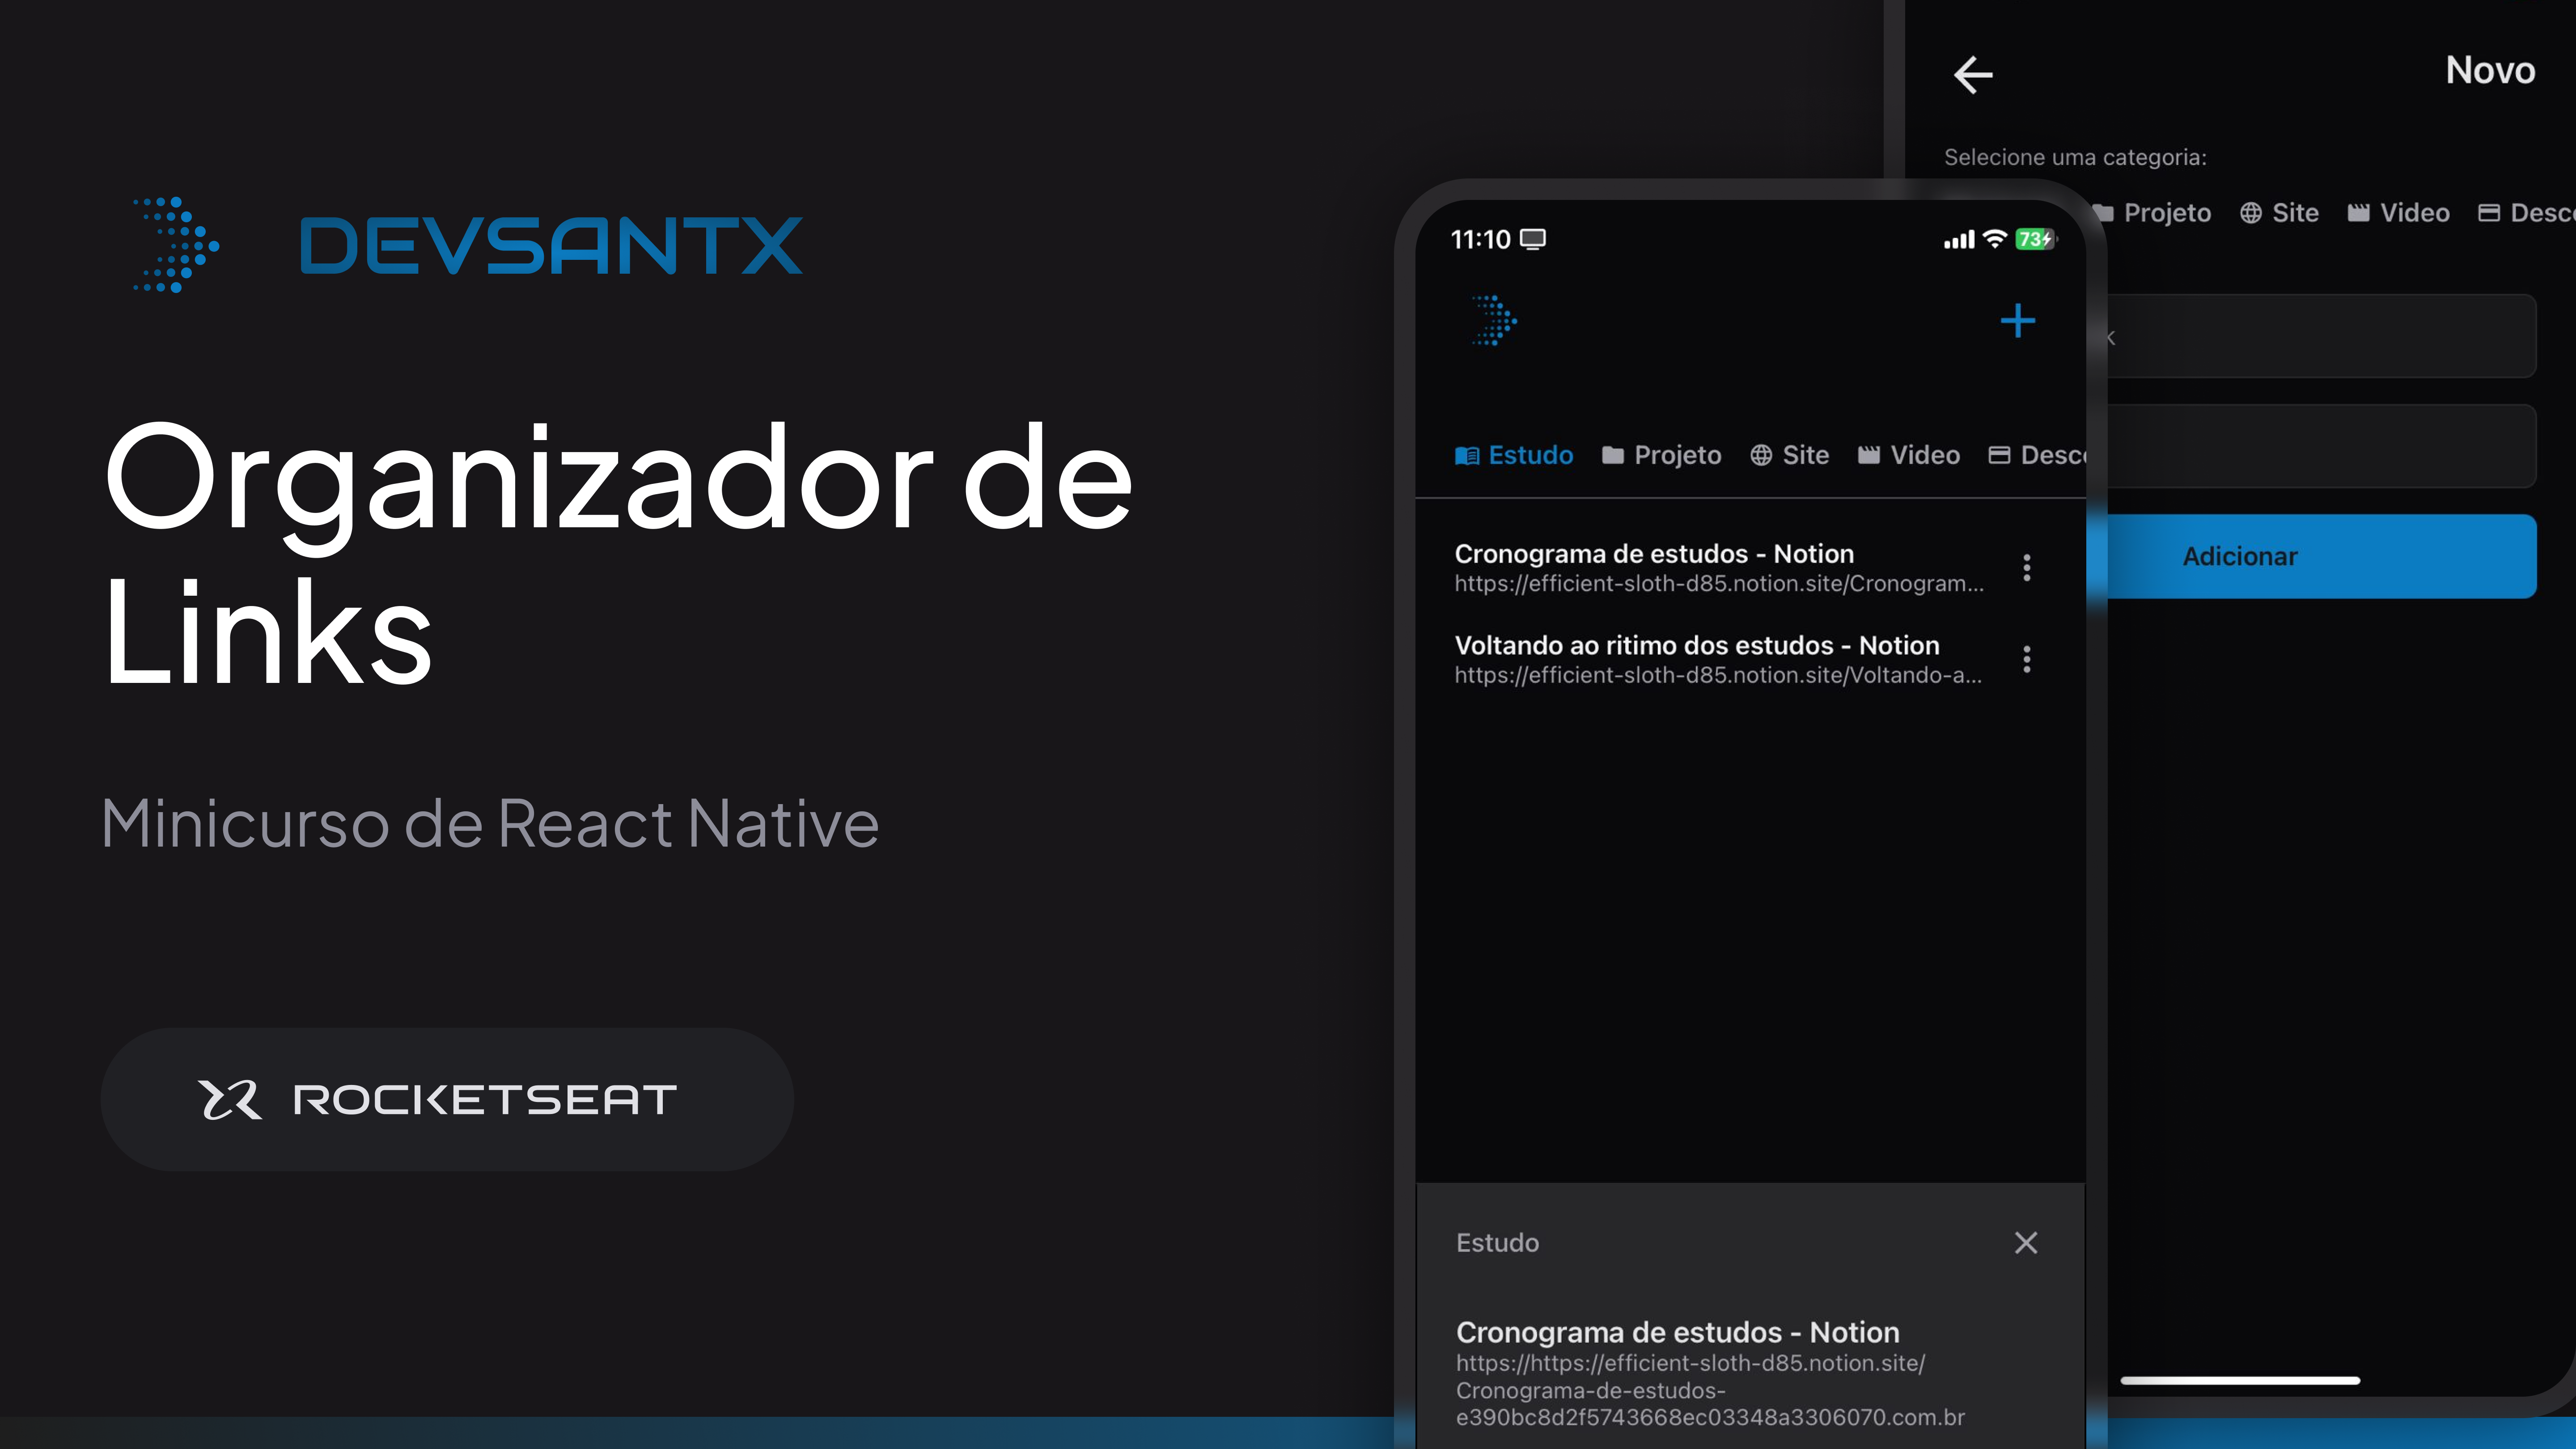 DEVSANTX
Organizador de
Links
Minicurso de React Native
ROCKETSEAT
11:10
73
Estudo
Projeto
Site
Video
Cronograma de estudos - Notion
https://efficient-sloth-d85.notion.site/Cronogram...
Voltando ao ritimo dos estudos - Notion
https://efficient-sloth-d85.notion.site/Voltando-a...
Estudo
Cronograma de estudos - Notion
https://https://efficient-sloth-d85.notion.site/
Cronograma-de-estudos-
e390bc8d2f5743668ec03348a3306070.com.br
Novo
Selecione uma categoria:
Projeto
Site
Video
Adicionar